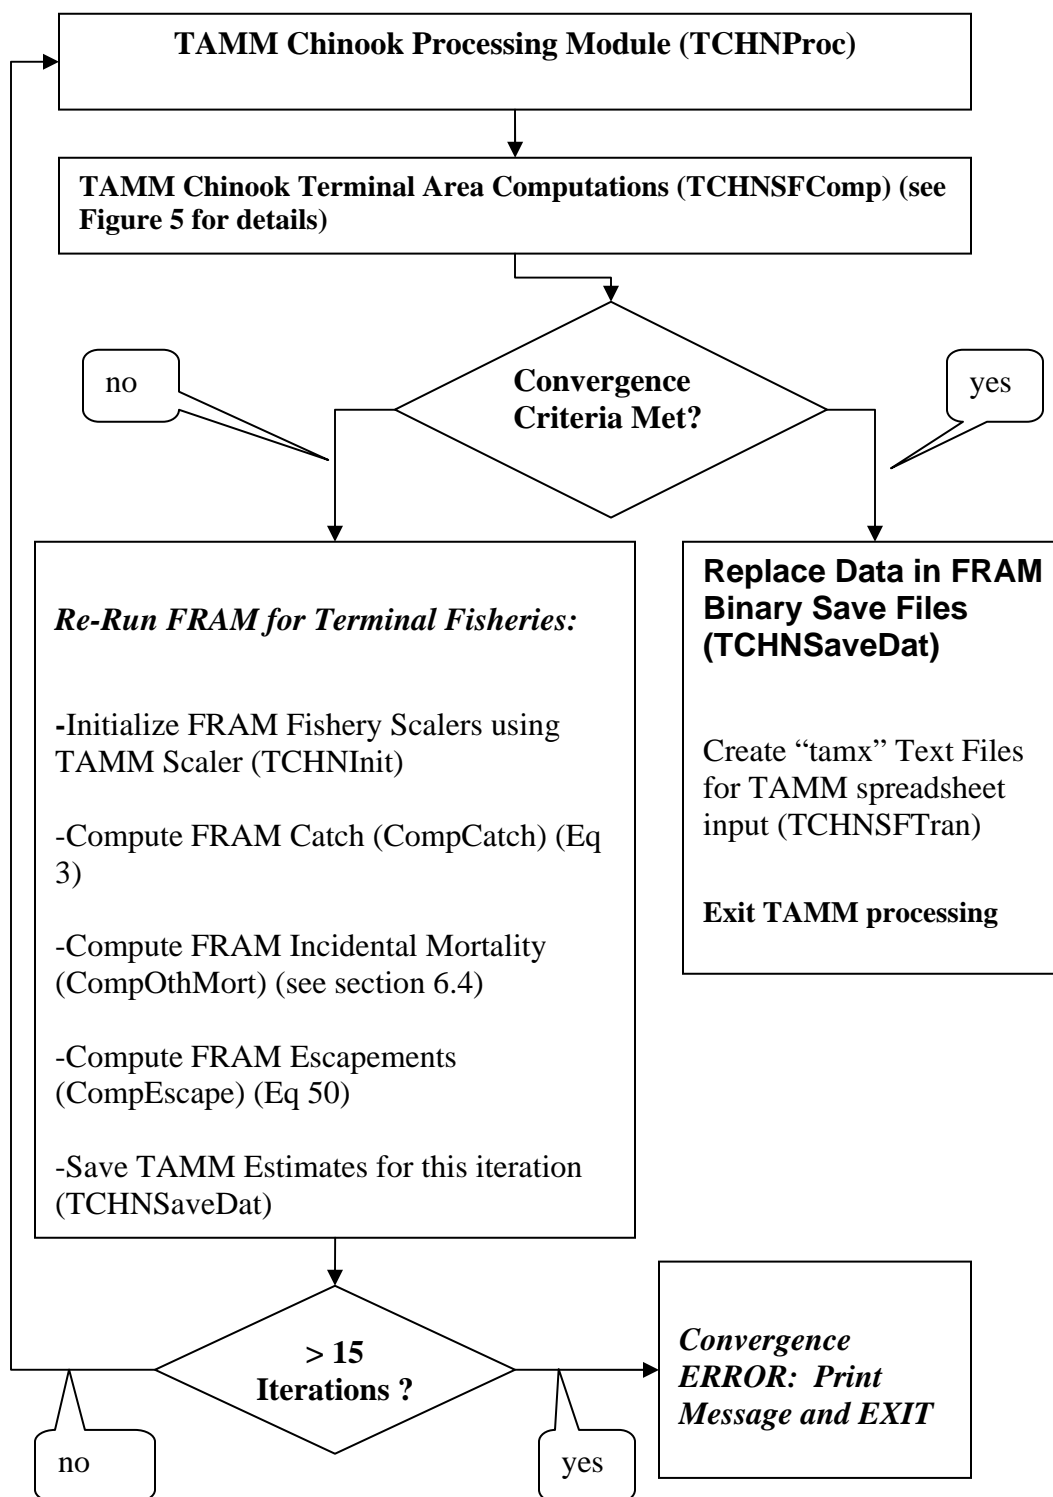 TAMM Chinook Processing Module (TCHNProc)
TAMM Chinook Terminal Area Computations (TCHNSFComp) (see
Figure 5 for details)
Convergence
Criteria Met?
no
yes
Re-Run FRAM for Terminal Fisheries:
-Initialize FRAM Fishery Scalers using
TAMM Scaler (TCHNInit)
-Compute FRAM Catch (CompCatch) (Eq
3)
-Compute FRAM Incidental Mortality
(CompOthMort) (see section 6.4)
-Compute FRAM Escapements
(CompEscape) (Eq 50)
-Save TAMM Estimates for this iteration
(TCHNSaveDat)
Replace Data in FRAM
Binary Save Files
(TCHNSaveDat)
Create “tamx” Text Files
for TAMM spreadsheet
input (TCHNSFTran)
Exit TAMM processing
> 15
Iterations ?
no
yes
Convergence
ERROR: Print
Message and EXIT